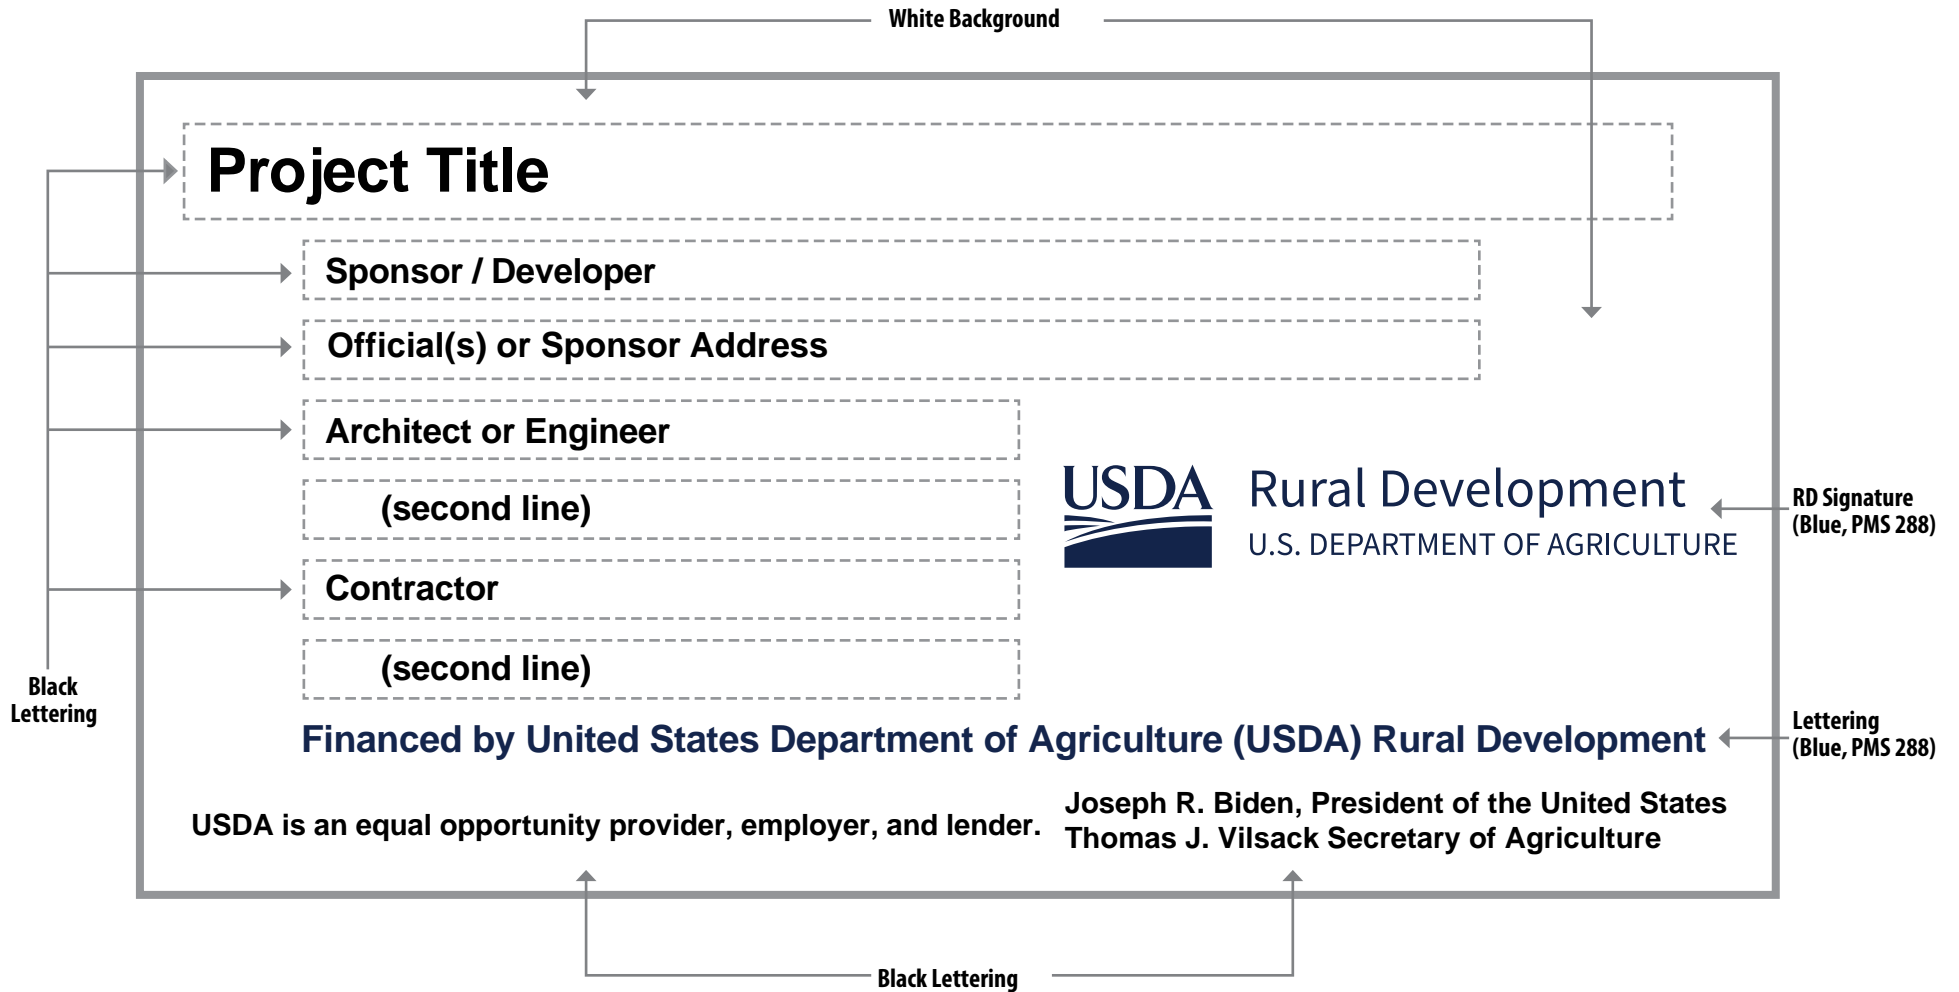 White Background
Project Title
Sponsor / Developer
Official(s) or Sponsor Address
Architect or Engineer
(second line)
Contractor
(second line)
USDA
Rural Development
U.S. DEPARTMENT OF AGRICULTURE
RD Signature
(Blue, PMS 288)
Black
Lettering
Financed by United States Department of Agriculture (USDA) Rural Development
Lettering
(Blue, PMS 288)
USDA is an equal opportunity provider, employer, and lender.
Joseph R. Biden, President of the United States
Thomas J. Vilsack Secretary of Agriculture
Black Lettering